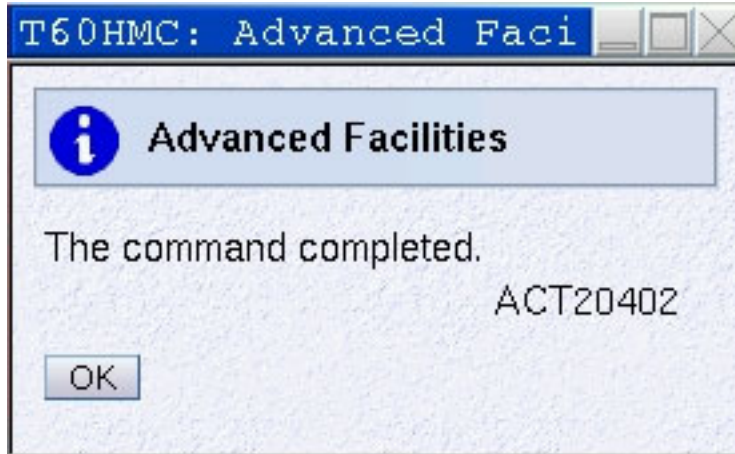 T60HMC: Advanced Faci
Advanced Facilities
The command completed.
ACT20402
OK